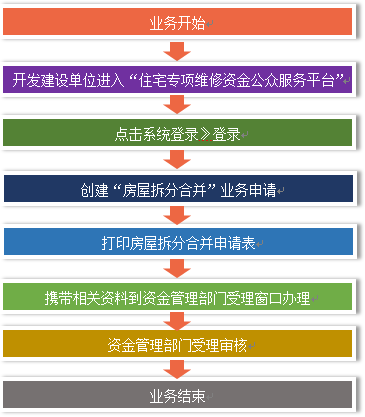 业务开始
开发建设单位进入“住宅专项维修资金公众服务平台”
点击系统登录》登录
创建“房屋拆分合并”业务申请
打印房屋拆分合并申请表
携带相关资料到资金管理部门受理窗口办理
资金管理部门受理审核
业务结束